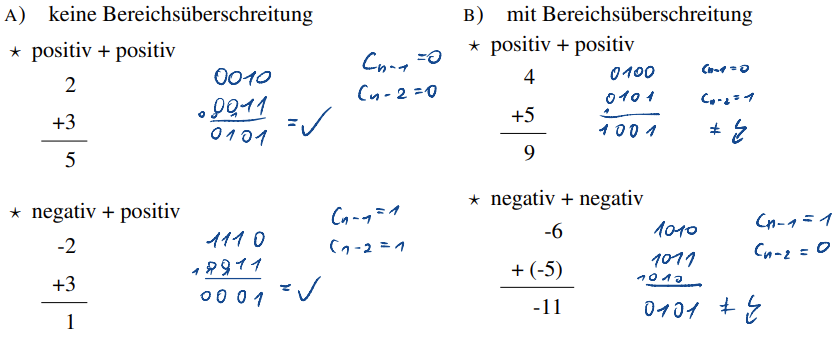 A) keine Bereichsüberschreitung
★ positiv + positiv
2
+3
5
0010
0011
0101 = ✓
Cn-1=0
Cn-2=0
★ negativ + positiv
-2
+3
1
1110
0011
0001 = ✓
Cn-1=1
Cn-2=1
B) mit Bereichsüberschreitung
★ positiv + positiv
4
+5
9
0100
0101
1001 ≠ ↯
Cn-1=0
Cn-2=1
★ negativ + negativ
-6
+ (-5)
-11
1010
1011
1010
0101 ≠ ↯
Cn-1=1
Cn-2=0